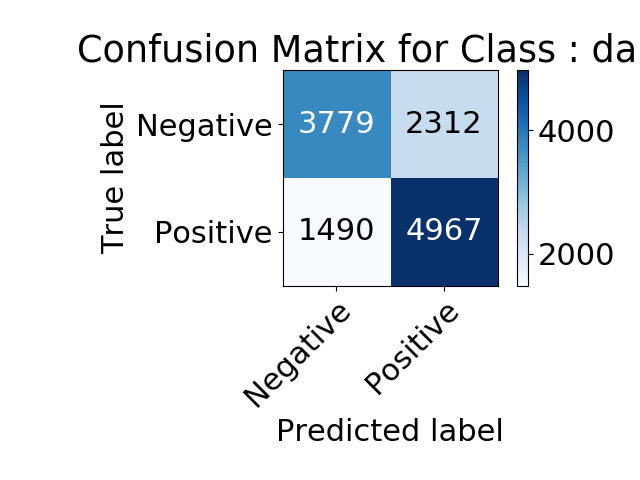 Confusion Matrix for Class : da
True label
Negative 3779 2312
Positive 1490 4967
4000
2000
Negative Positive
Predicted label